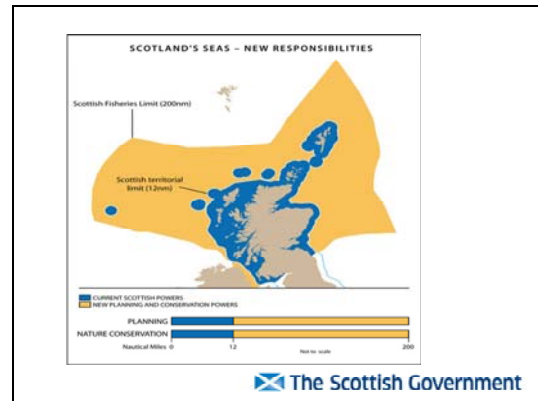 SCOTLAND'S SEAS – NEW RESPONSIBILITIES
Scottish Fisheries Limit (200nm)
Scottish territorial
limit (12nm)
CURRENT SCOTTISH POWERS
NEW PLANNING AND CONSERVATION POWERS
PLANNING
NATURE CONSERVATION
Nautical Miles 0 12 200
Not to scale
The Scottish Government